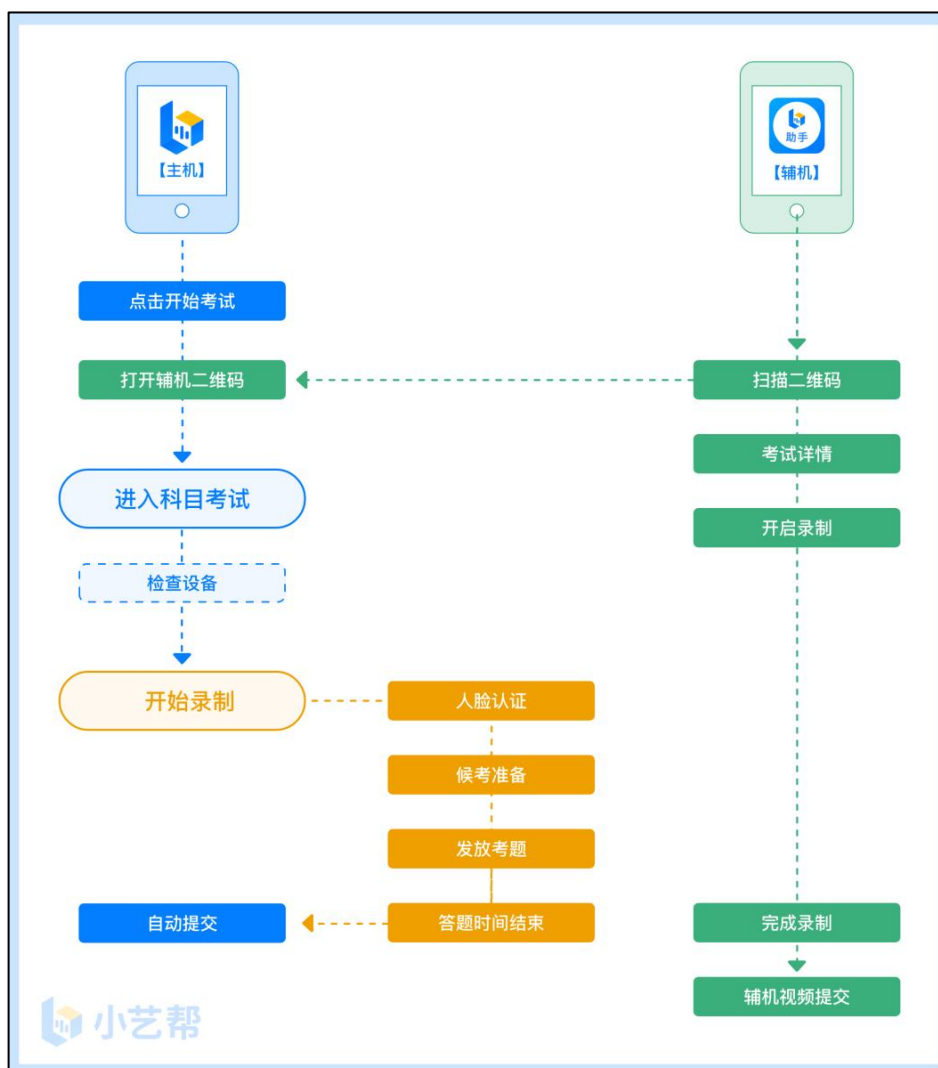 【主机】
助手
【辅机】
点击开始考试
打开辅机二维码
扫描二维码
考试详情
进入科目考试
开启录制
检查设备
开始录制
人脸认证
候考准备
发放考题
自动提交
答题时间结束
完成录制
辅机视频提交
小艺帮